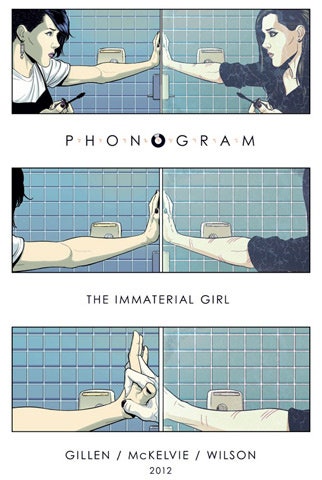 PHONOGRAM
THE IMMATERIAL GIRL
GILLEN / McKELVIE / WILSON
2012